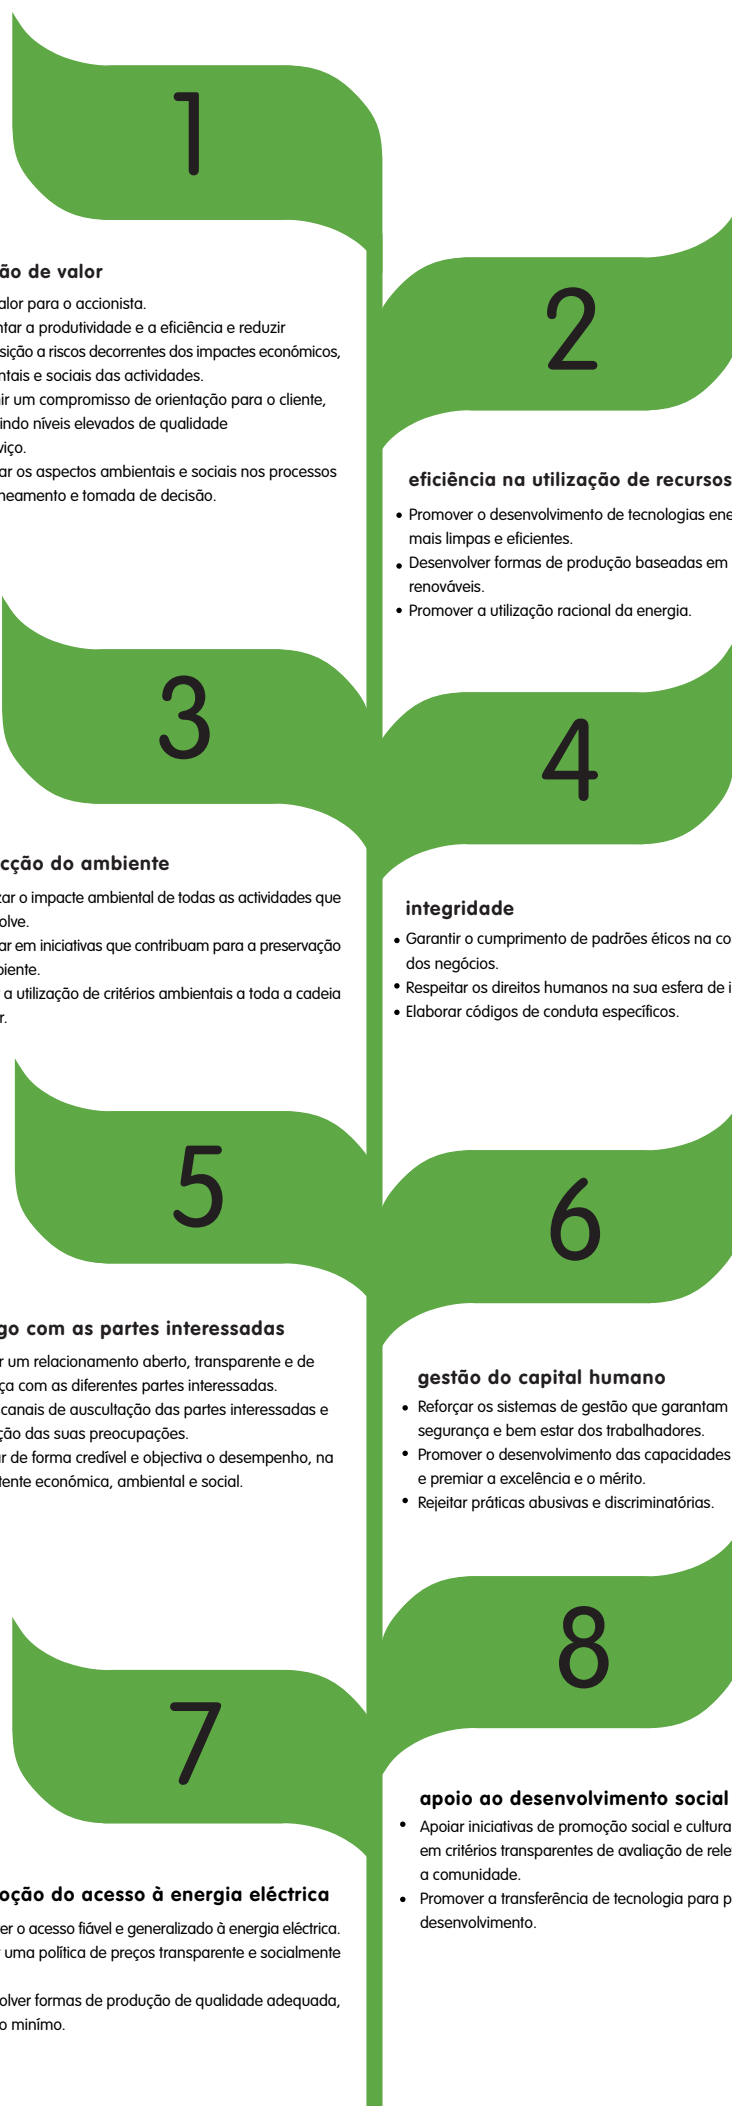 1
ão de valor
alor para o accionista.
ntar a produtividade e a eficiência e reduzir
sição a riscos decorrentes dos impactes económicos,
ntais e sociais das actividades.
nir um compromisso de orientação para o cliente,
indo níveis elevados de qualidade
viço.
ar os aspectos ambientais e sociais nos processos
neamento e tomada de decisão.
2
eficiência na utilização de recursos
• Promover o desenvolvimento de tecnologias ene
mais limpas e eficientes.
• Desenvolver formas de produção baseadas em
renováveis.
• Promover a utilização racional da energia.
3
cção do ambiente
zar o impacte ambiental de todas as actividades que
olve.
ar em iniciativas que contribuam para a preservação
biente.
a utilização de critérios ambientais a toda a cadeia
r.
4
integridade
• Garantir o cumprimento de padrões éticos na co
dos negócios.
• Respeitar os direitos humanos na sua esfera de i
• Elaborar códigos de conduta específicos.
5
go com as partes interessadas
r um relacionamento aberto, transparente e de
ça com as diferentes partes interessadas.
canais de auscultação das partes interessadas e
ção das suas preocupações.
ar de forma credível e objectiva o desempenho, na
tente económica, ambiental e social.
6
gestão do capital humano
• Reforçar os sistemas de gestão que garantam
segurança e bem estar dos trabalhadores.
• Promover o desenvolvimento das capacidades
e premiar a excelência e o mérito.
• Rejeitar práticas abusivas e discriminatórias.
7
oção do acesso à energia eléctrica
er o acesso fiável e generalizado à energia eléctrica.
uma política de preços transparente e socialmente
olver formas de produção de qualidade adequada,
o minímo.
8
apoio ao desenvolvimento social
• Apoiar iniciativas de promoção social e cultura
em critérios transparentes de avaliação de rele
a comunidade.
• Promover a transferência de tecnologia para p
desenvolvimento.